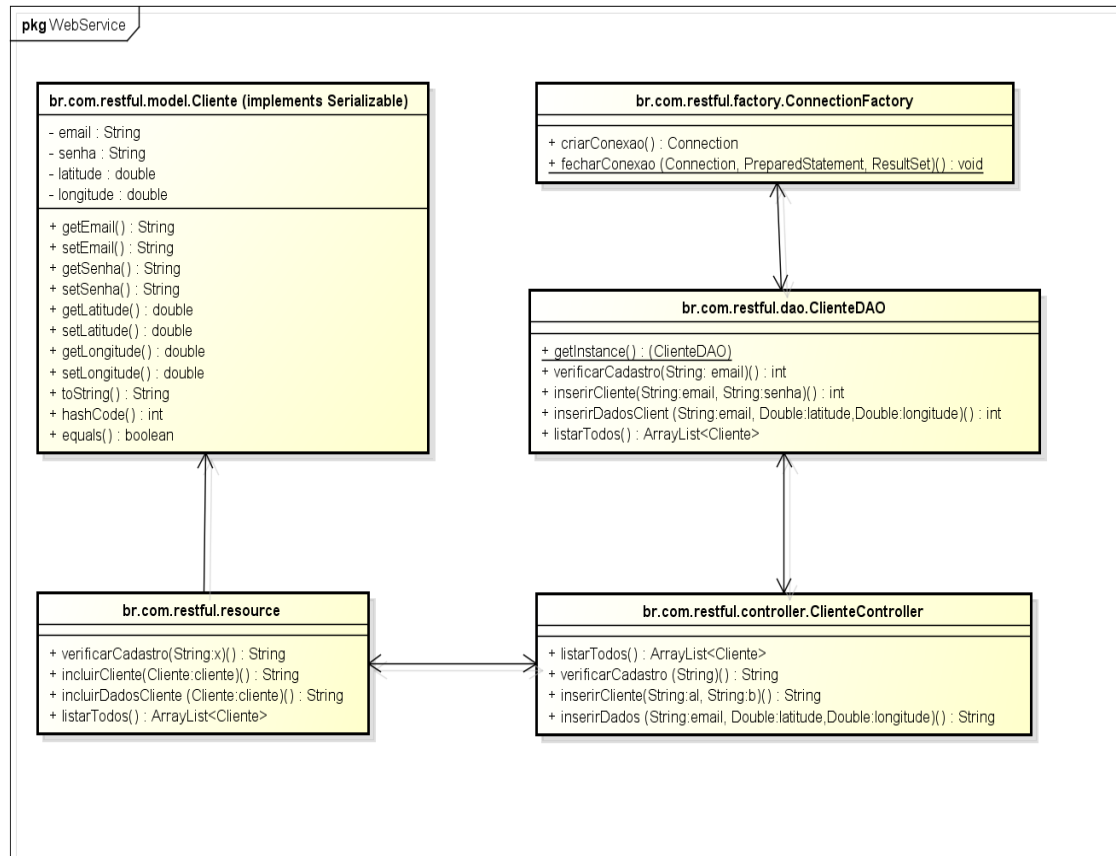 pkg WebService
br.com.restful.model.Cliente (implements Serializable)
- email : String
- senha : String
- latitude : double
- longitude : double
+ getEmail() : String
+ setEmail() : String
+ getSenha() : String
+ setSenha() : String
+ getLatitude() : double
+ setLatitude() : double
+ getLongitude() : double
+ setLongitude() : double
+ toString() : String
+ hashCode() : int
+ equals() : boolean
br.com.restful.factory.ConnectionFactory
+ criarConexao() : Connection
+ fecharConexao (Connection, PreparedStatement, ResultSet)() : void
br.com.restful.dao.ClienteDAO
+ getInstance() : (ClienteDAO)
+ verificarCadastro(String: email)() : int
+ inserirCliente(String:email, String:senha)() : int
+ inserirDadosClient (String:email, Double:latitude,Double:longitude)() : int
+ listarTodos() : ArrayList<Cliente>
br.com.restful.resource
+ verificarCadastro(String:x)() : String
+ incluirCliente(Cliente:cliente)() : String
+ incluirDadosCliente (Cliente:cliente)() : String
+ listarTodos() : ArrayList<Cliente>
br.com.restful.controller.ClienteController
+ listarTodos() : ArrayList<Cliente>
+ verificarCadastro (String)() : String
+ inserirCliente(String:al, String:b)() : String
+ inserirDados (String:email, Double:latitude,Double:longitude)() : String